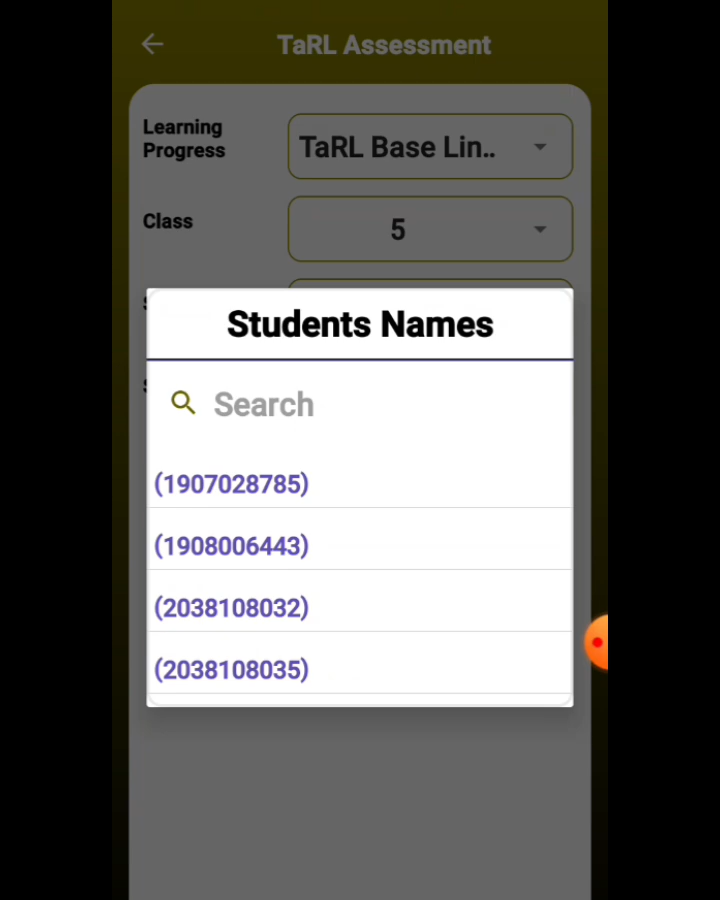 TaRL Assessment
Learning
Progress
TaRL Base Lin..
Class
5
Students Names
Search
(1907028785)
(1908006443)
(2038108032)
(2038108035)